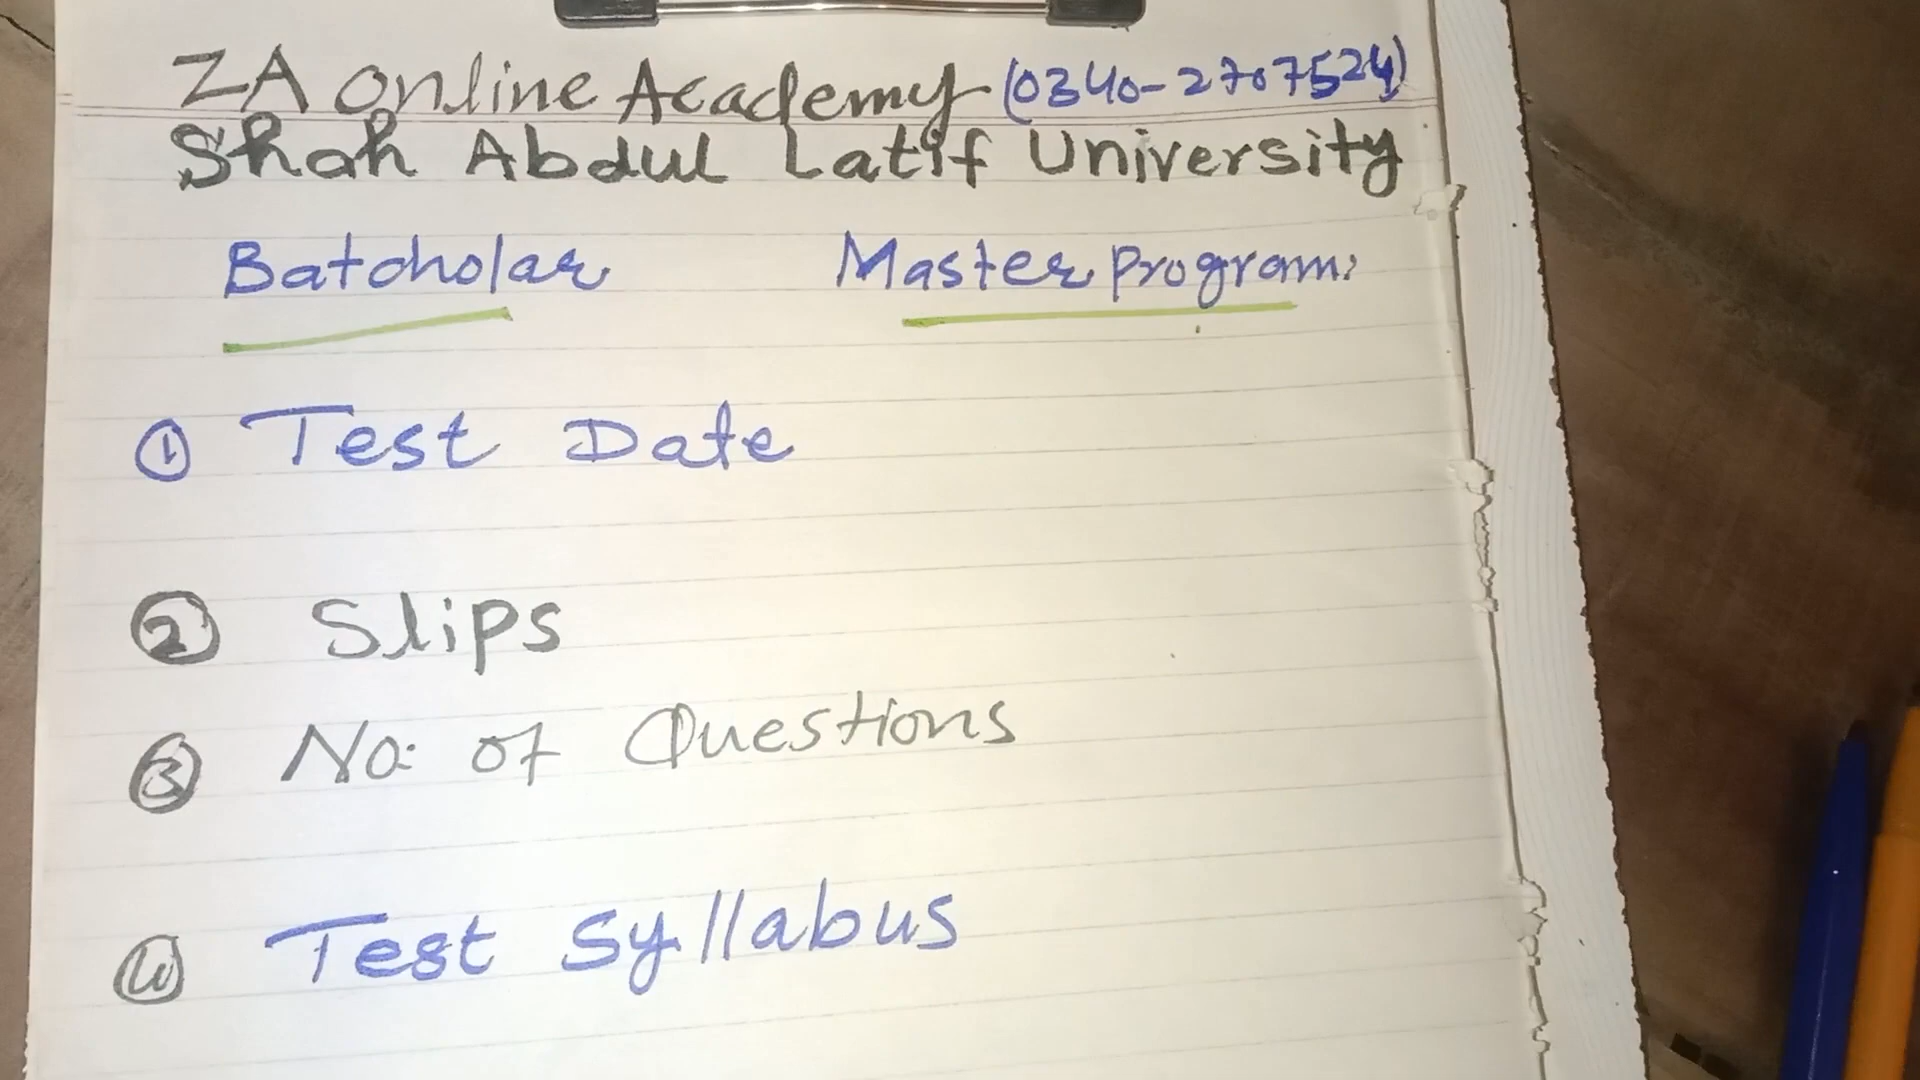 ZA Online Academy (0340-2707524)
Shah Abdul Latif University
Batcholar Master Program:
① Test Date
② Slips
③ No: of Questions
④ Test Syllabus